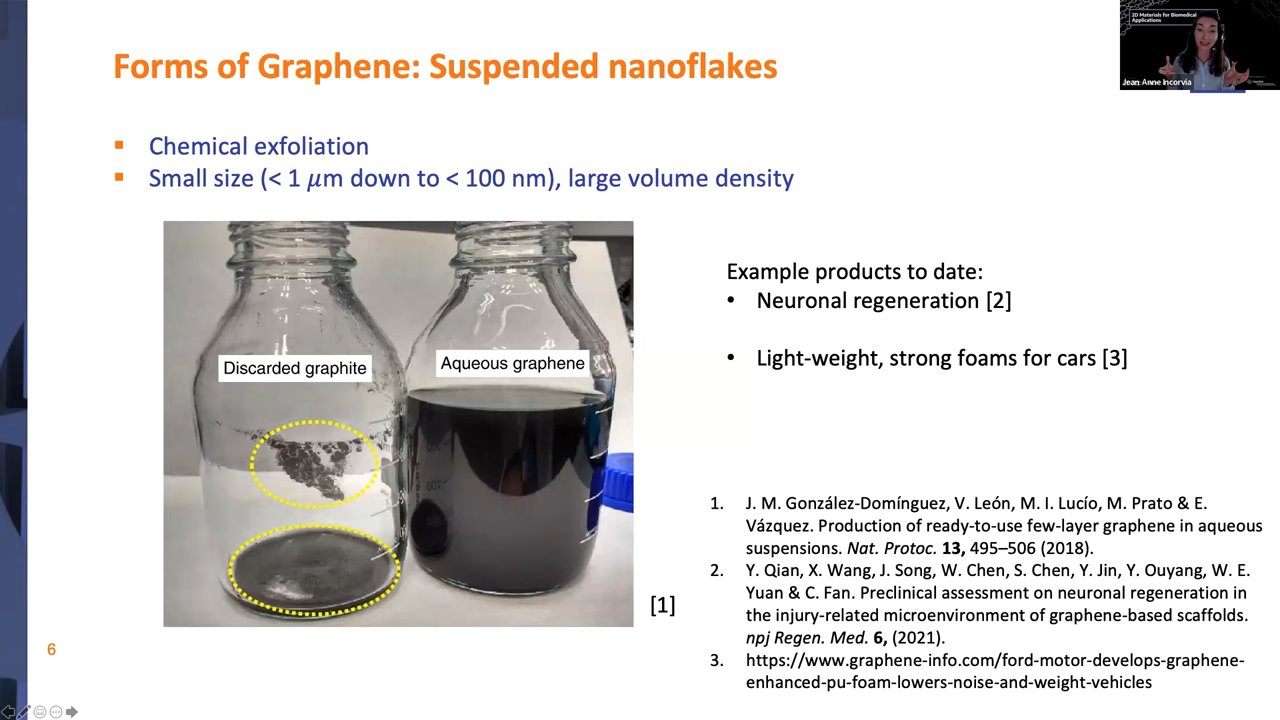 2D Materials for Biomedical
Applications
Jean Anne Incorvia
Forms of Graphene: Suspended nanoflakes
▪ Chemical exfoliation
▪ Small size (< 1 𝜇m down to < 100 nm), large volume density
Discarded graphite
Aqueous graphene
[1]
Example products to date:
• Neuronal regeneration [2]
• Light-weight, strong foams for cars [3]
1. J. M. González-Domínguez, V. León, M. I. Lucío, M. Prato & E.
Vázquez. Production of ready-to-use few-layer graphene in aqueous
suspensions. Nat. Protoc. 13, 495–506 (2018).
2. Y. Qian, X. Wang, J. Song, W. Chen, S. Chen, Y. Jin, Y. Ouyang, W. E.
Yuan & C. Fan. Preclinical assessment on neuronal regeneration in
the injury-related microenvironment of graphene-based scaffolds.
npj Regen. Med. 6, (2021).
3. https://www.graphene-info.com/ford-motor-develops-graphene-
enhanced-pu-foam-lowers-noise-and-weight-vehicles
6